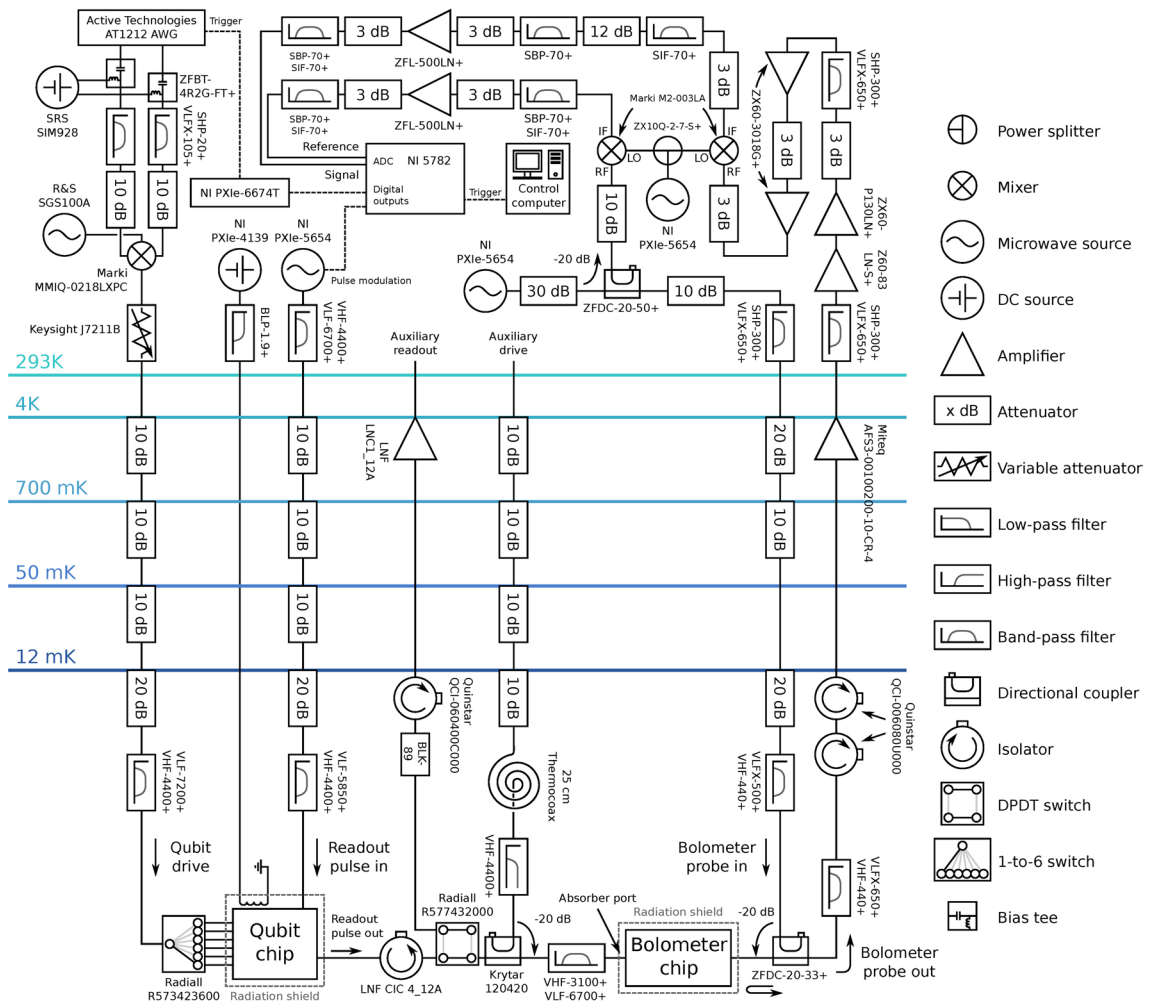 Active Technologies
AT1212 AWG
Trigger
SRS
SIM928
ZFBT-
4R2G-FT+
SHP-20+
VLFX-105+
10 dB
10 dB
R&S
SGS100A
Marki
MMIQ-0218LXPC
Keysight J7211B
SBP-70+
SIF-70+
3 dB
ZFL-500LN+
3 dB
SBP-70+
12 dB
SIF-70+
SBP-70+
SIF-70+
3 dB
ZFL-500LN+
3 dB
SBP-70+
SIF-70+
3 dB
Marki M2-003LA
ZX10Q-2-7-S+
IF
LO
RF
IF
LO
RF
Reference
Signal
ADC
NI 5782
Digital
outputs
Trigger
Control
computer
NI PXIe-6674T
NI
PXIe-4139
NI
PXIe-5654
Pulse modulation
BLP-1.9+
VHF-4400+
VLF-6700+
10 dB
NI
PXIe-5654
3 dB
ZX60-3018G+
3 dB
SHP-300+
VLFX-650+
3 dB
ZX60-
P130LN+
Z60-83
LN-S+
NI
PXIe-5654
30 dB
-20 dB
ZFDC-20-50+
10 dB
SHP-300+
VLFX-650+
SHP-300+
VLFX-650+
Auxiliary
readout
Auxiliary
drive
293K
4K
10 dB
10 dB
LNF
LNC1_12A
10 dB
20 dB
Miteq
AFS3-00100200-10-CR-4
700 mK
10 dB
10 dB
10 dB
10 dB
50 mK
10 dB
10 dB
10 dB
12 mK
20 dB
20 dB
Quinstar
QCI-060400C000
10 dB
20 dB
Quinstar
QCI-006080U000
BLK-
89
VLF-7200+
VHF-4400+
VLF-5850+
VHF-4400+
25 cm
Thermocoax
VLFX-500+
VHF-440+
Qubit
drive
Readout
pulse in
VHF-4400+
Bolometer
probe in
VLFX-650+
VHF-440+
Radiall
R573423600
Qubit
chip
Radiation shield
Readout
pulse out
LNF CIC 4_12A
Radiall
R577432000
-20 dB
Krytar
120420
VHF-3100+
VLF-6700+
Absorber port
Radiation shield
Bolometer
chip
-20 dB
ZFDC-20-33+
Bolometer
probe out
Power splitter
Mixer
Microwave source
DC source
Amplifier
x dB
Attenuator
Variable attenuator
Low-pass filter
High-pass filter
Band-pass filter
Directional coupler
Isolator
DPDT switch
1-to-6 switch
Bias tee